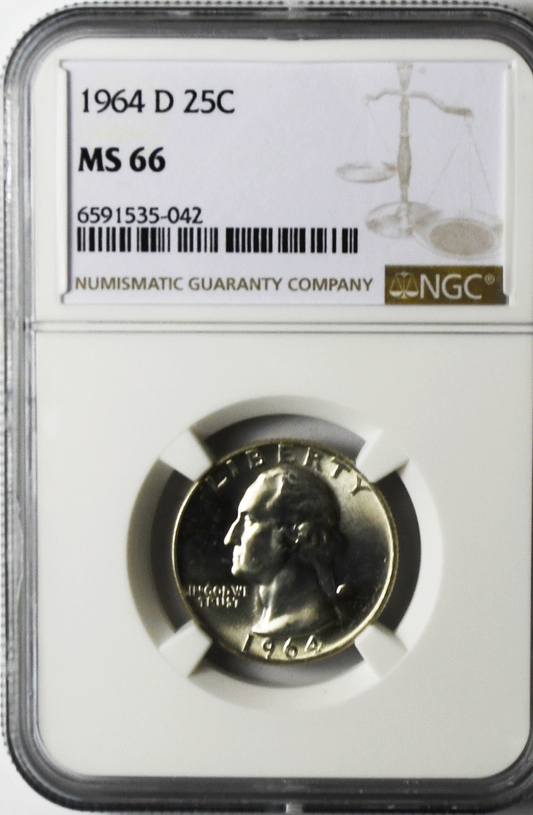 1964 D 25C
MS 66
6591535-042
NUMISMATIC GUARANTY COMPANY
NGC®
LIBERTY
IN GOD WE
TRUST
1964